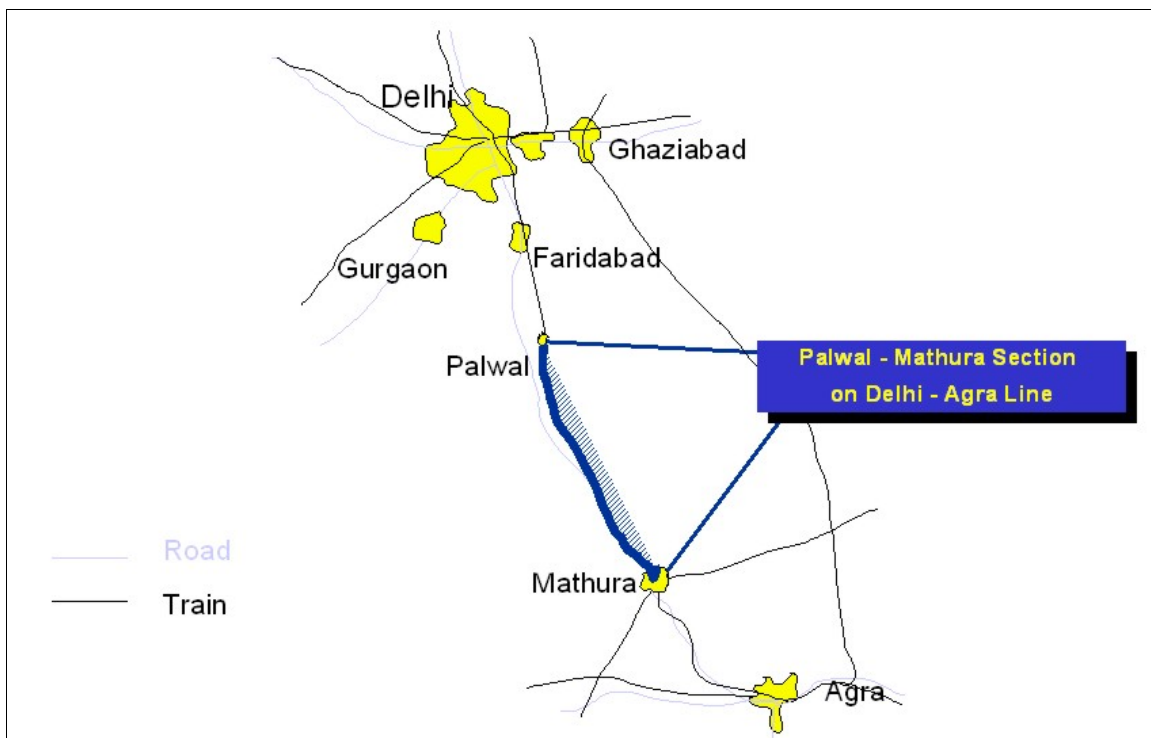 Delhi
Ghaziabad
Gurgaon
Faridabad
Palwal
Palwal - Mathura Section
on Delhi - Agra Line
Road
Train
Mathura
Agra